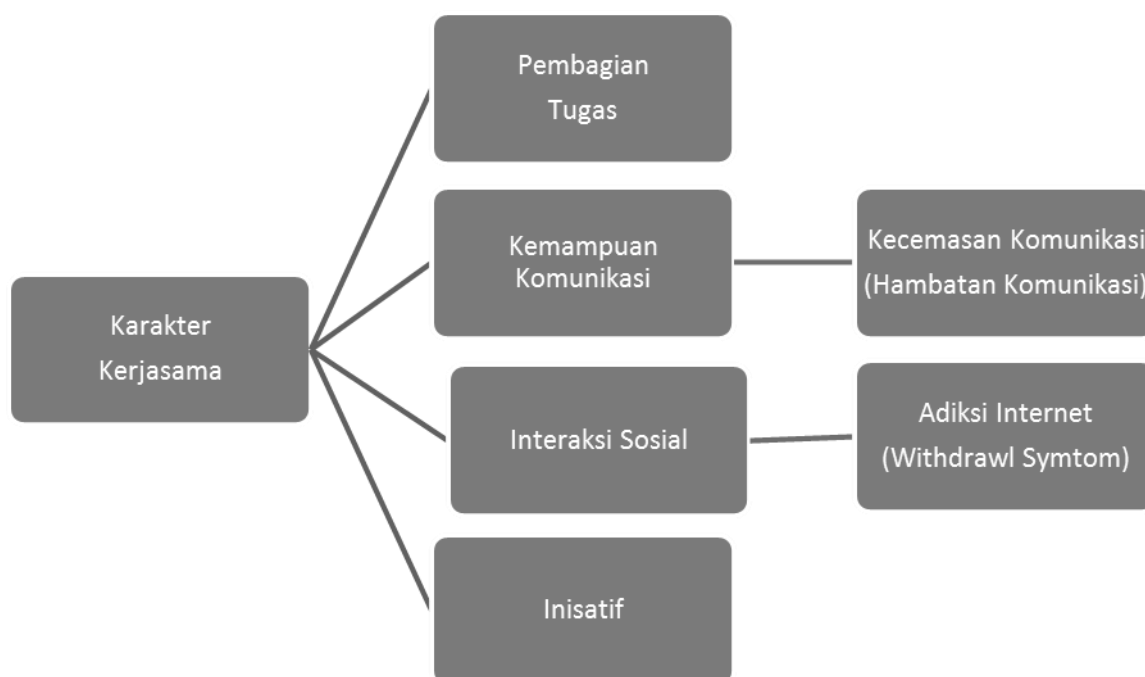 Pembagian
Tugas
Kemampuan
Komunikasi
Kecemasan Komunikasi
(Hambatan Komunikasi)
Karakter
Kerjasama
Interaksi Sosial
Adiksi Internet
(Withdrawl Symtom)
Inisatif